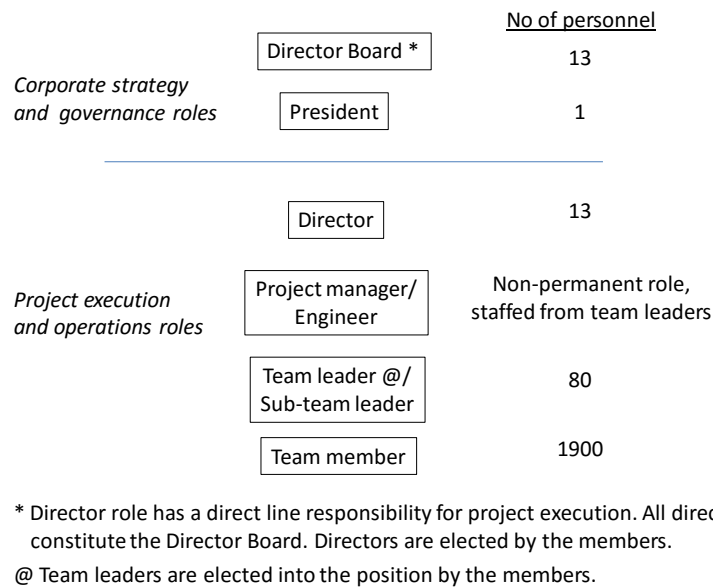 No of personnel
Director Board *
13
Corporate strategy
and governance roles
President
1
Director
13
Project execution
and operations roles
Project manager/
Engineer
Non-permanent role,
staffed from team leaders
Team leader @/
Sub-team leader
80
Team member
1900
* Director role has a direct line responsibility for project execution. All
constitute the Director Board. Directors are elected by the members.
@ Team leaders are elected into the position by the members.